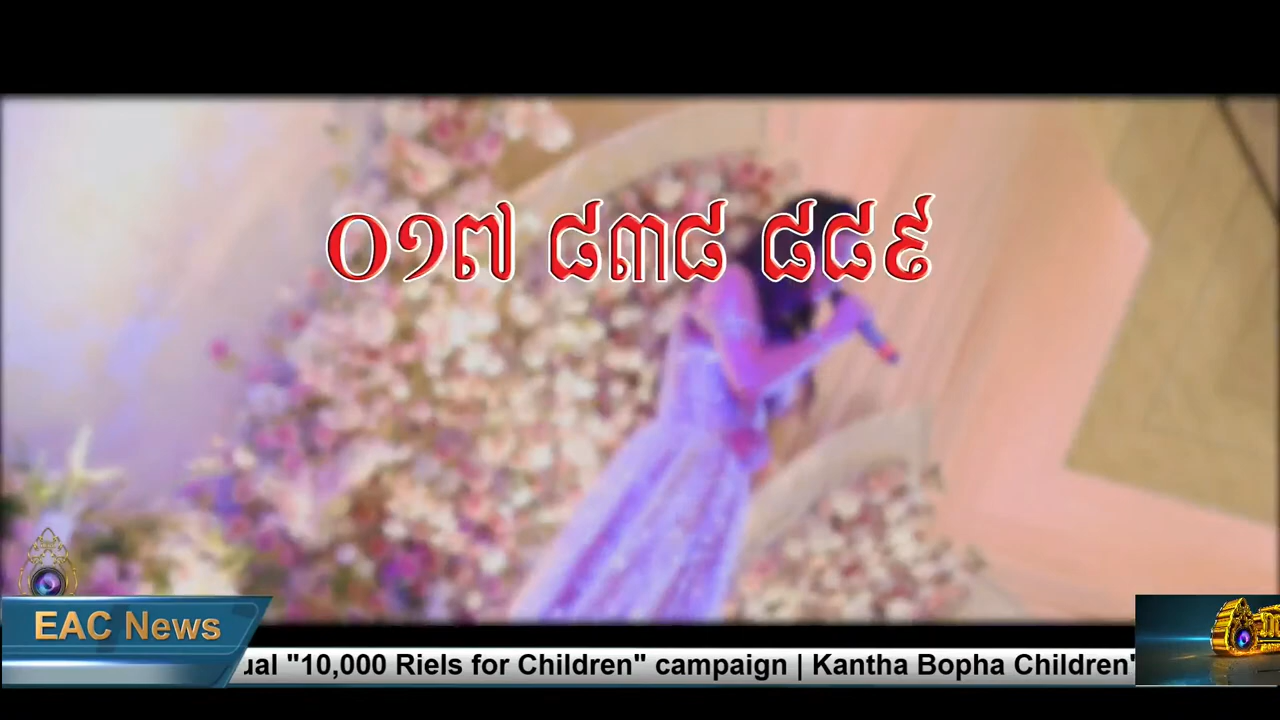 ០១៧ ៨៣៨ ៨៨៩
EAC News
ual "10,000 Riels for Children" campaign | Kantha Bopha Children'